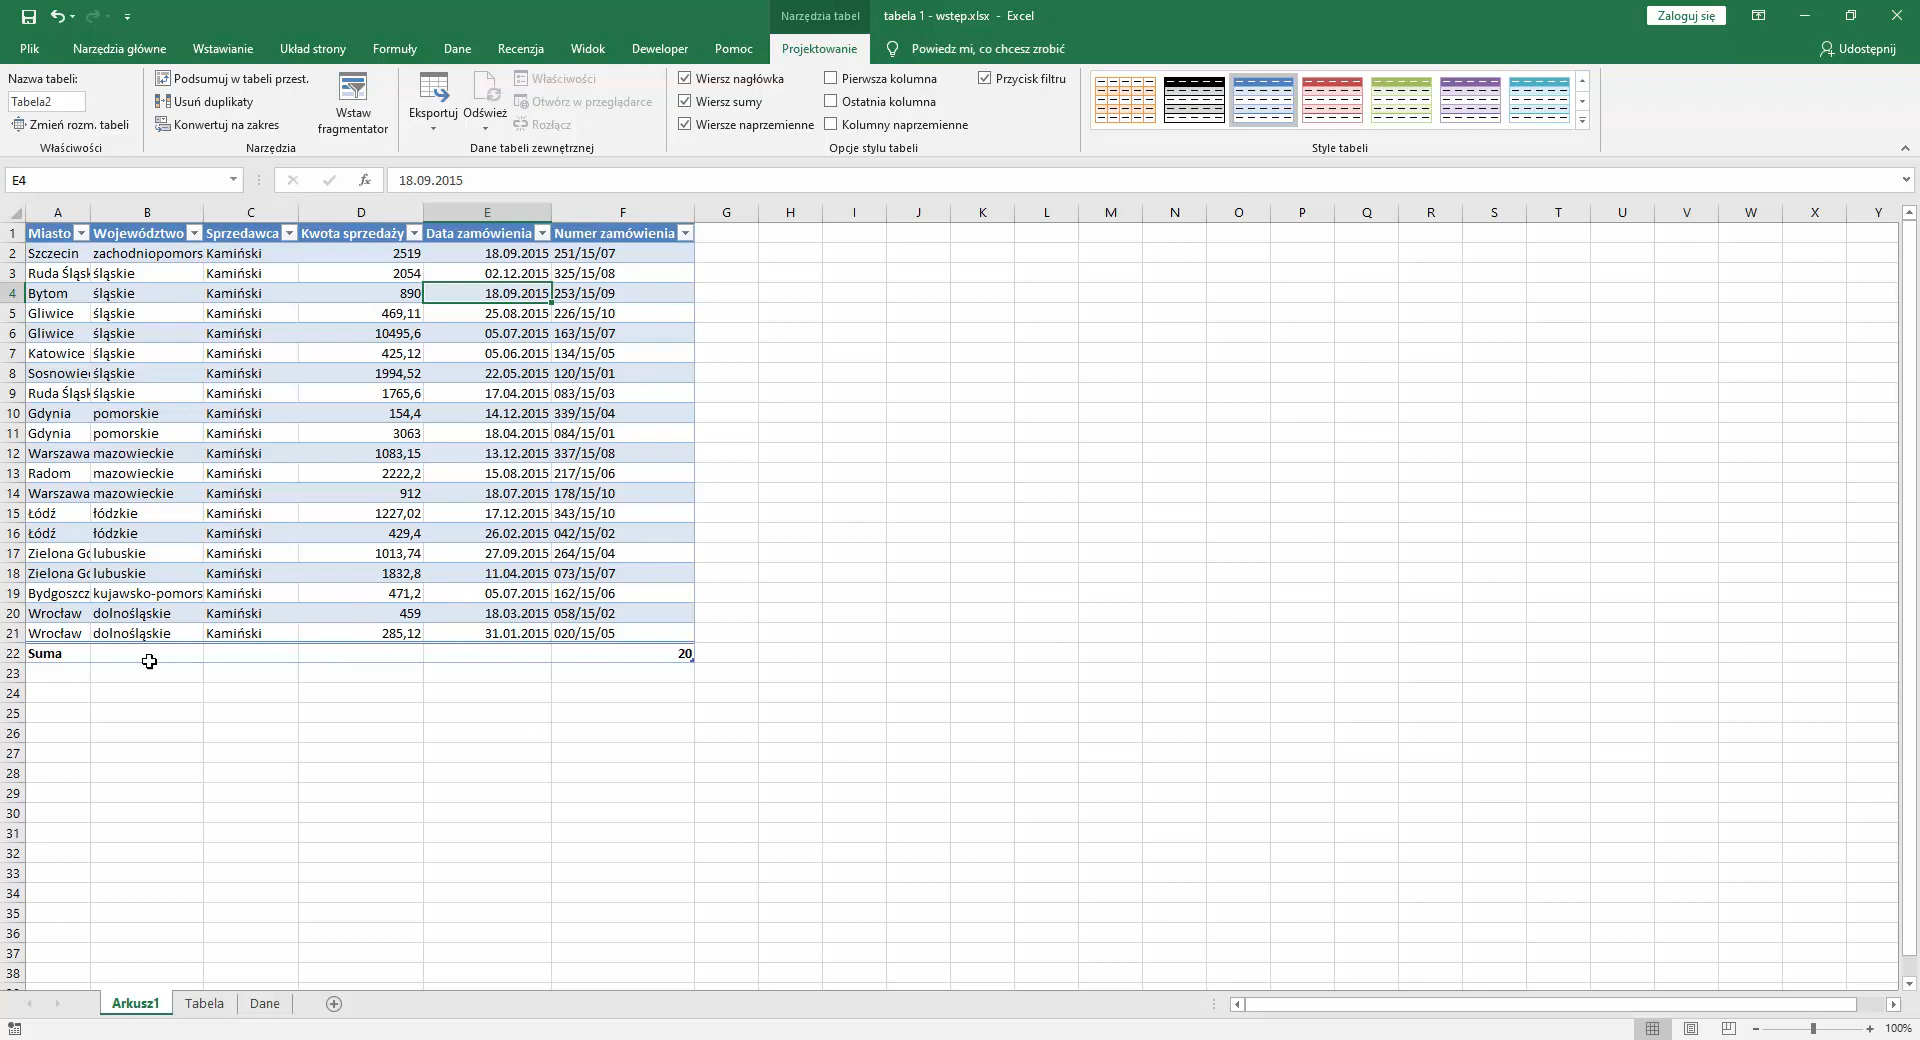 Narzędzia tabel
tabela 1 - wstęp.xlsx - Excel
Zaloguj się
Plik Narzędzia główne Wstawianie Układ strony Formuły Dane Recenzja Widok Deweloper Pomoc Projektowanie Powiedz mi, co chcesz zrobić Udostępnij
Nazwa tabeli:
Tabela2
Zmień rozm. tabeli
Właściwości
Podsumuj w tabeli przest.
Usuń duplikaty
Konwertuj na zakres
Wstaw
fragmentator
Narzędzia
Eksportuj Odśwież
Właściwości
Otwórz w przeglądarce
Rozłącz
Dane tabeli zewnętrznej
Wiersz nagłówka Pierwsza kolumna Przycisk filtru
Wiersz sumy Ostatnia kolumna
Wiersze naprzemienne Kolumny naprzemienne
Opcje stylu tabeli
Style tabeli
E4 fx 18.09.2015
A B C D E F G H I J K L M N O P Q R S T U V W X Y
1 Miasto Województwo Sprzedawca Kwota sprzedaży Data zamówienia Numer zamówienia
2 Szczecin zachodniopomors Kamiński 2519 18.09.2015 251/15/07
3 Ruda Śląsk śląskie Kamiński 2054 02.12.2015 325/15/08
4 Bytom śląskie Kamiński 890 18.09.2015 253/15/09
5 Gliwice śląskie Kamiński 469,11 25.08.2015 226/15/10
6 Gliwice śląskie Kamiński 10495,6 05.07.2015 163/15/07
7 Katowice śląskie Kamiński 425,12 05.06.2015 134/15/05
8 Sosnowiec śląskie Kamiński 1994,52 22.05.2015 120/15/01
9 Ruda Śląsk śląskie Kamiński 1765,6 17.04.2015 083/15/03
10 Gdynia pomorskie Kamiński 154,4 14.12.2015 339/15/04
11 Gdynia pomorskie Kamiński 3063 18.04.2015 084/15/01
12 Warszawa mazowieckie Kamiński 1083,15 13.12.2015 337/15/08
13 Radom mazowieckie Kamiński 2222,2 15.08.2015 217/15/06
14 Warszawa mazowieckie Kamiński 912 18.07.2015 178/15/10
15 Łódź łódzkie Kamiński 1227,02 17.12.2015 343/15/10
16 Łódź łódzkie Kamiński 429,4 26.02.2015 042/15/02
17 Zielona Gó lubuskie Kamiński 1013,74 27.09.2015 264/15/04
18 Zielona Gó lubuskie Kamiński 1832,8 11.04.2015 073/15/07
19 Bydgoszcz kujawsko-pomors Kamiński 471,2 05.07.2015 162/15/06
20 Wrocław dolnośląskie Kamiński 459 18.03.2015 058/15/02
21 Wrocław dolnośląskie Kamiński 285,12 31.01.2015 020/15/05
22 Suma 20
23
24
25
26
27
28
29
30
31
32
33
34
35
36
37
38
Arkusz1 Tabela Dane
100%